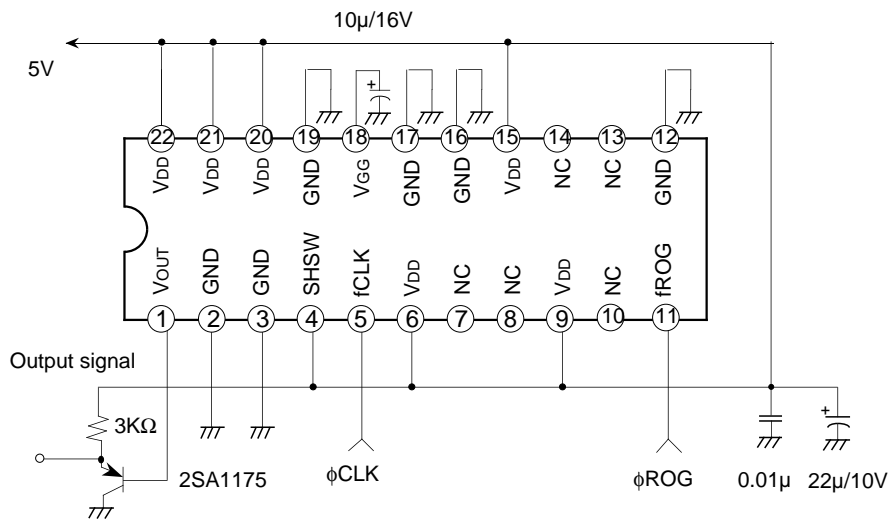 10µ/16V
5V
22 21 20 19 18 17 16 15 14 13 12
VDD VDD VDD GND VGG GND GND VDD NC NC GND
VOUT GND GND SHSW fCLK VDD NC NC VDD NC fROG
1 2 3 4 5 6 7 8 9 10 11
Output signal
3KΩ
2SA1175 ϕCLK ϕROG 0.01µ 22µ/10V
+
+